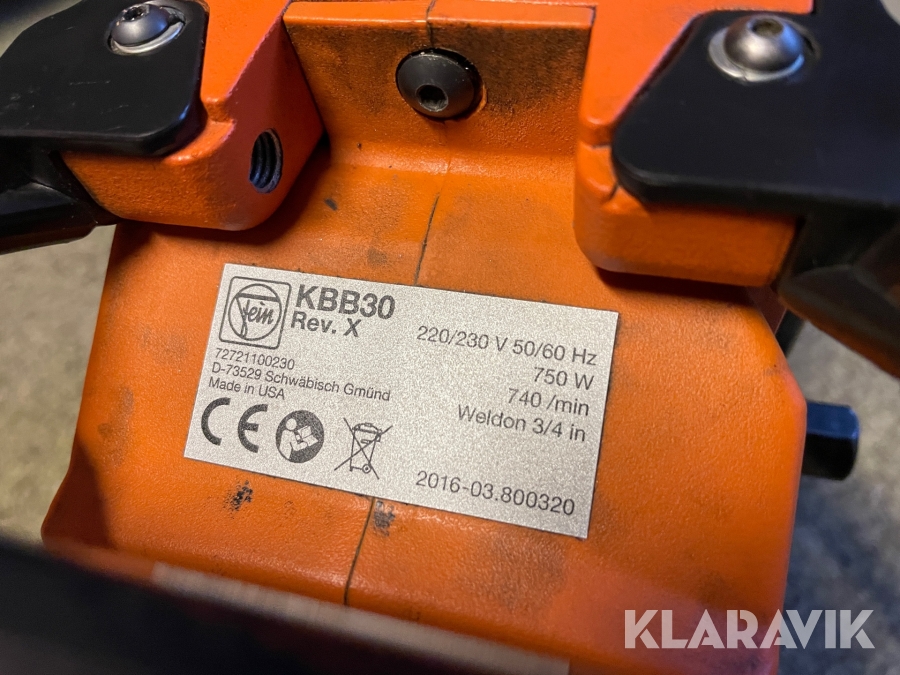 fein
KBB30
Rev. X
72721100230
D-73529 Schwäbisch Gmünd
Made in USA
CE
220/230 V 50/60 Hz
750 W
740 /min
Weldon 3/4 in
2016-03.800320
KLARAVIK